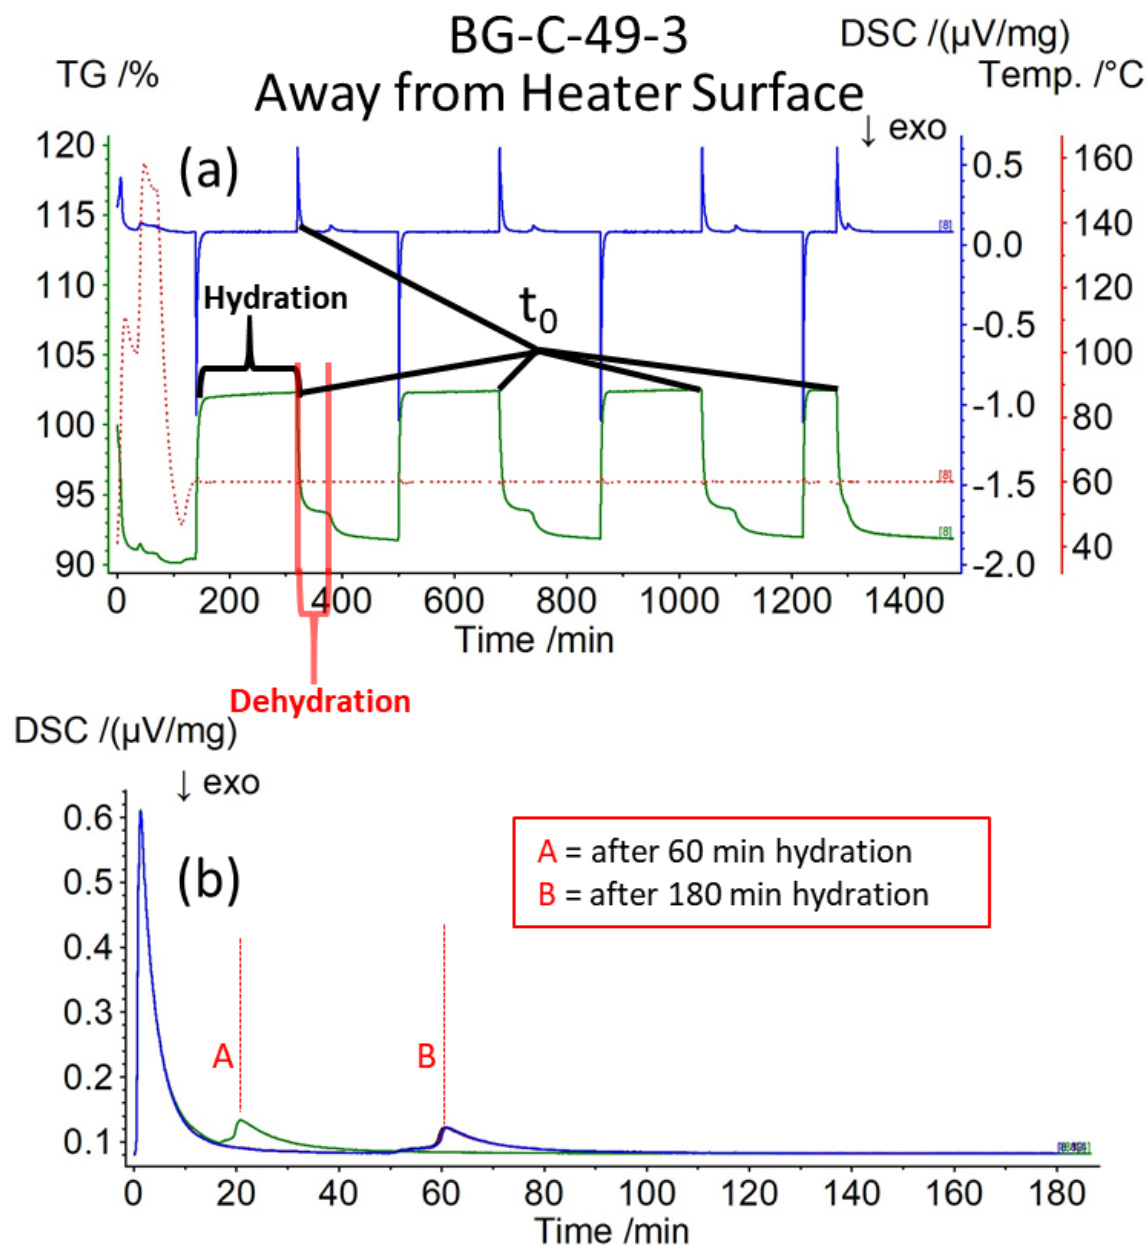 BG-C-49-3
Away from Heater Surface
TG /%
DSC /(µV/mg)
Temp. /°C
↓ exo
(a)
120
115
110
105
100
95
90
0.5
0.0
-0.5
-1.0
-1.5
-2.0
160
140
120
100
80
60
40
[8]
[8]
[8]
Hydration
t0
0 200 400 600 800 1000 1200 1400
Time /min
Dehydration
DSC /(µV/mg)
↓ exo
(b)
0.6
0.5
0.4
0.3
0.2
0.1
A = after 60 min hydration
B = after 180 min hydration
A
B
0 20 40 60 80 100 120 140 160 180
Time /min